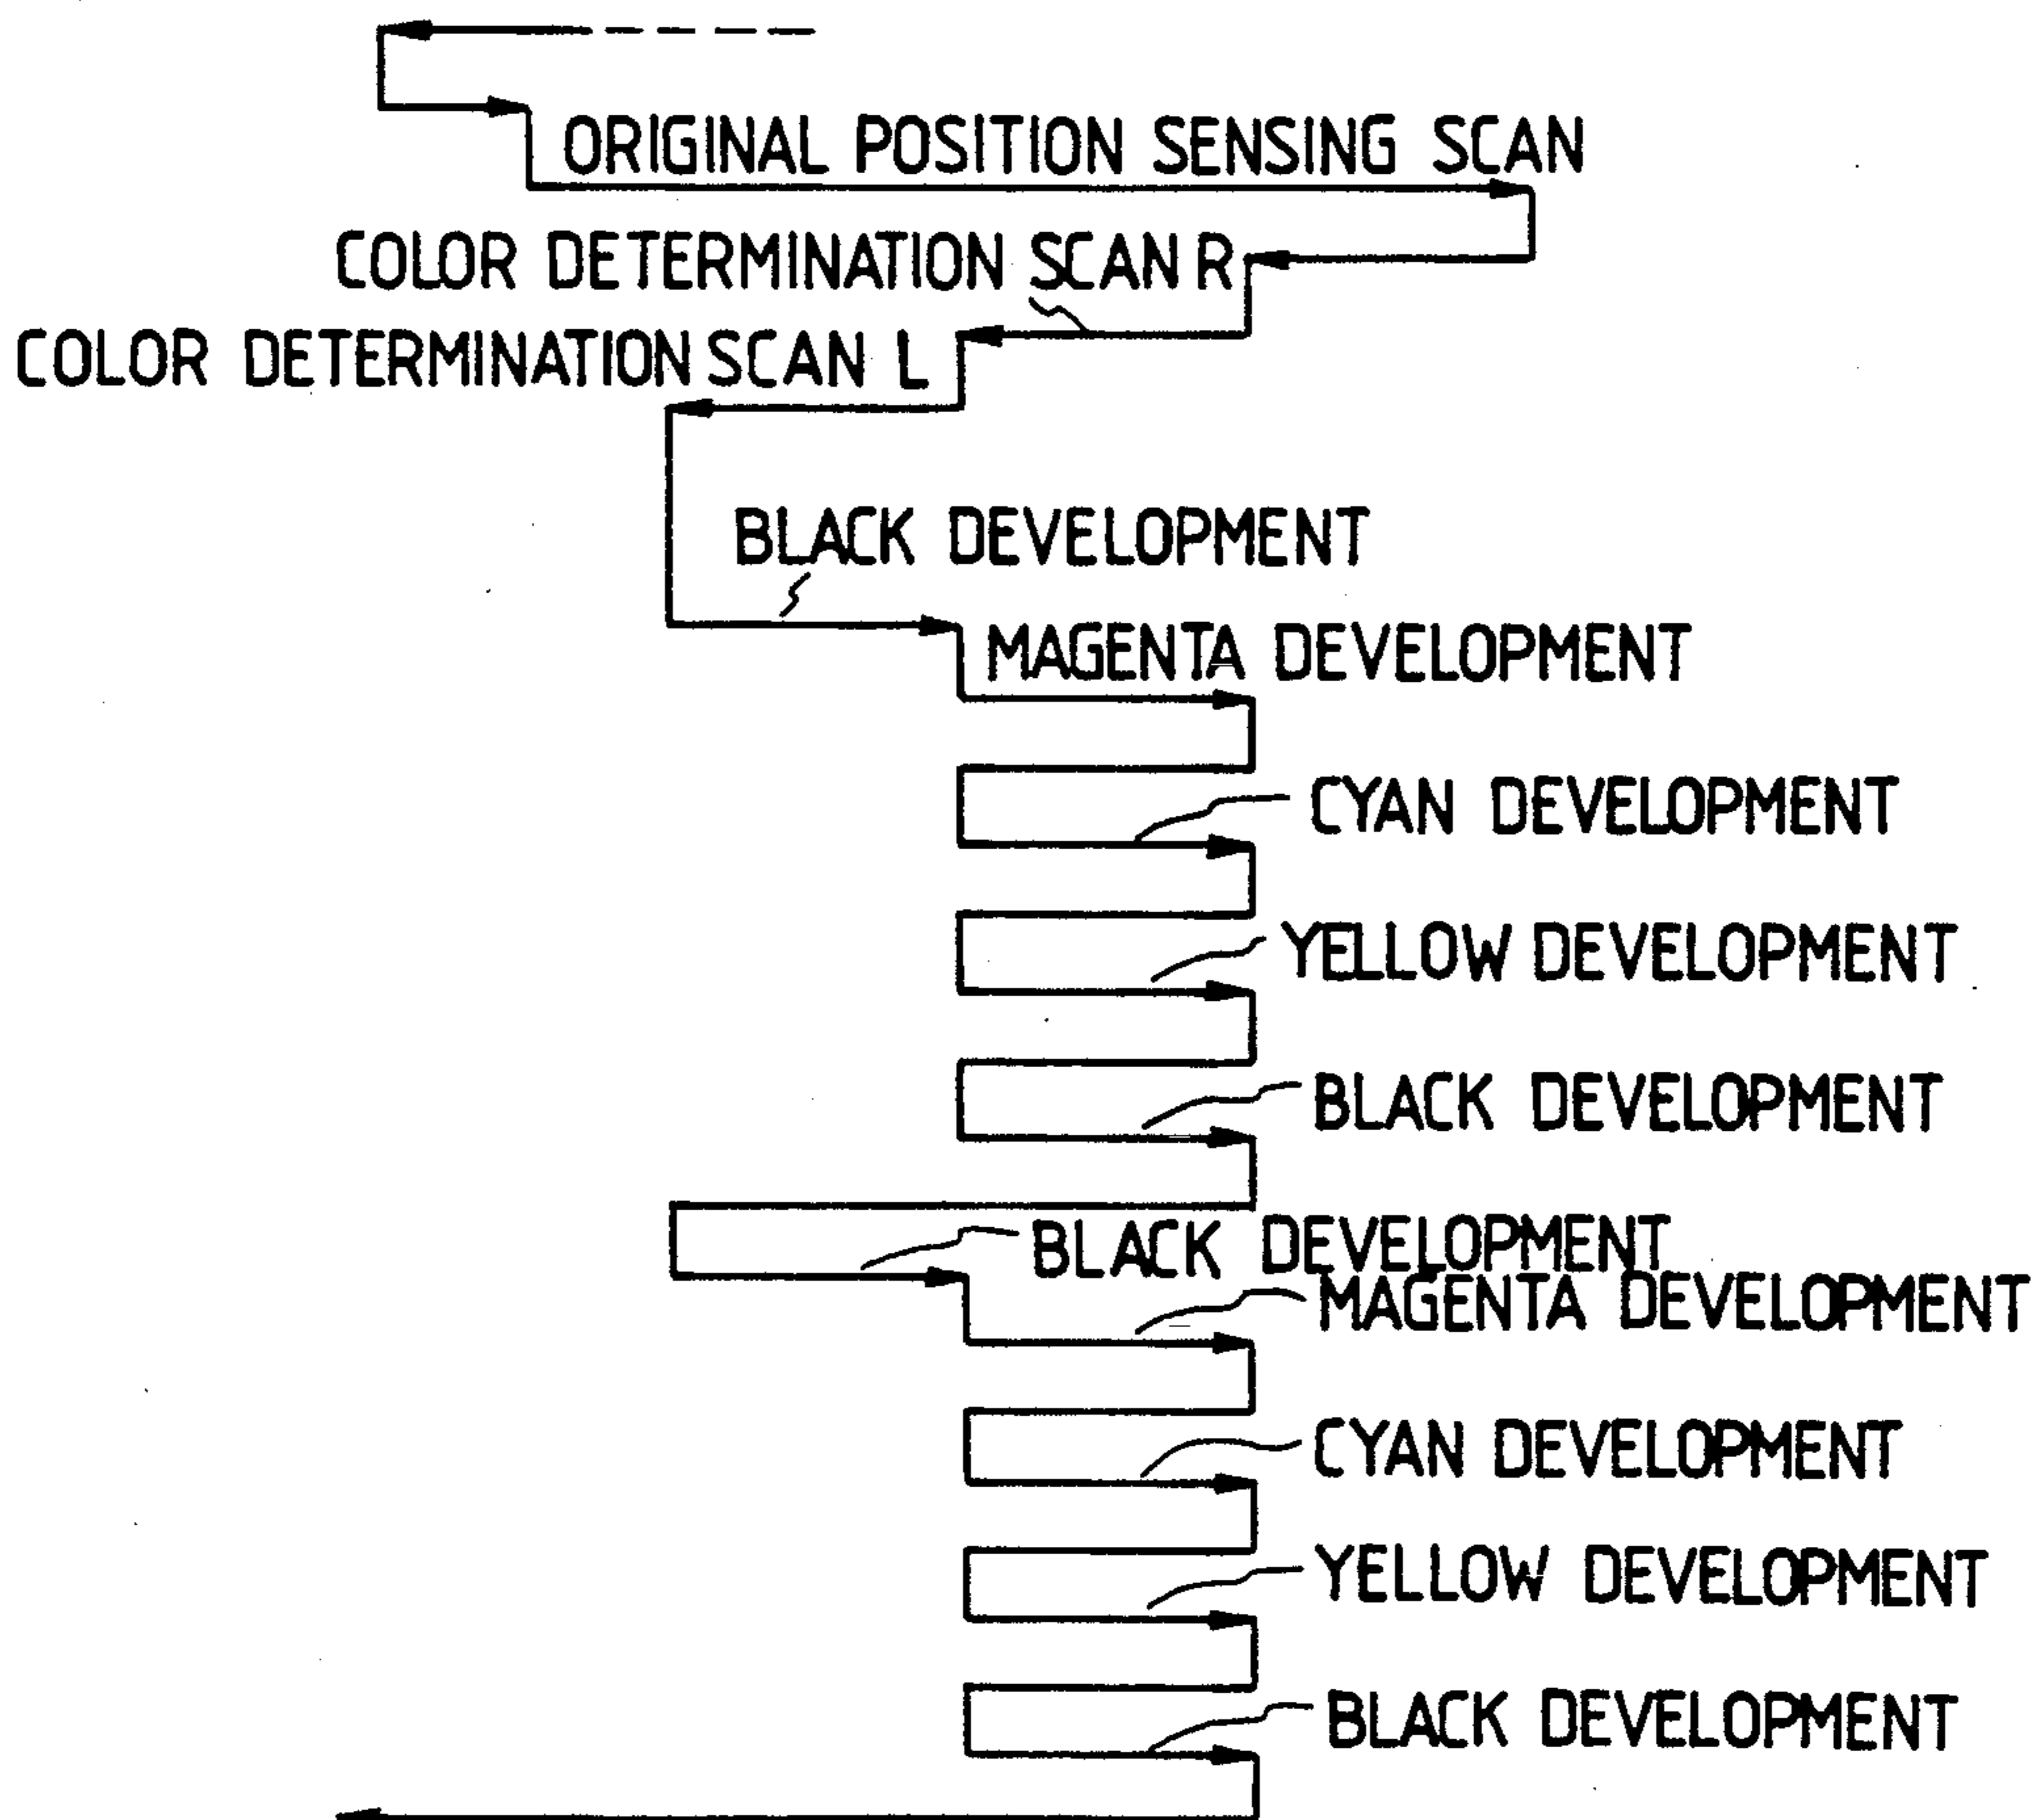 ORIGINAL POSITION SENSING SCAN
COLOR DETERMINATION SCAN R
COLOR DETERMINATION SCAN L
BLACK DEVELOPMENT
MAGENTA DEVELOPMENT
CYAN DEVELOPMENT
YELLOW DEVELOPMENT
BLACK DEVELOPMENT
BLACK DEVELOPMENT
MAGENTA DEVELOPMENT
CYAN DEVELOPMENT
YELLOW DEVELOPMENT
BLACK DEVELOPMENT